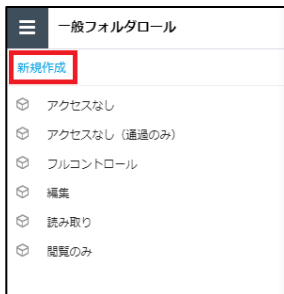 一般フォルダロール
新規作成
アクセスなし
アクセスなし（通過のみ）
フルコントロール
編集
読み取り
閲覧のみ